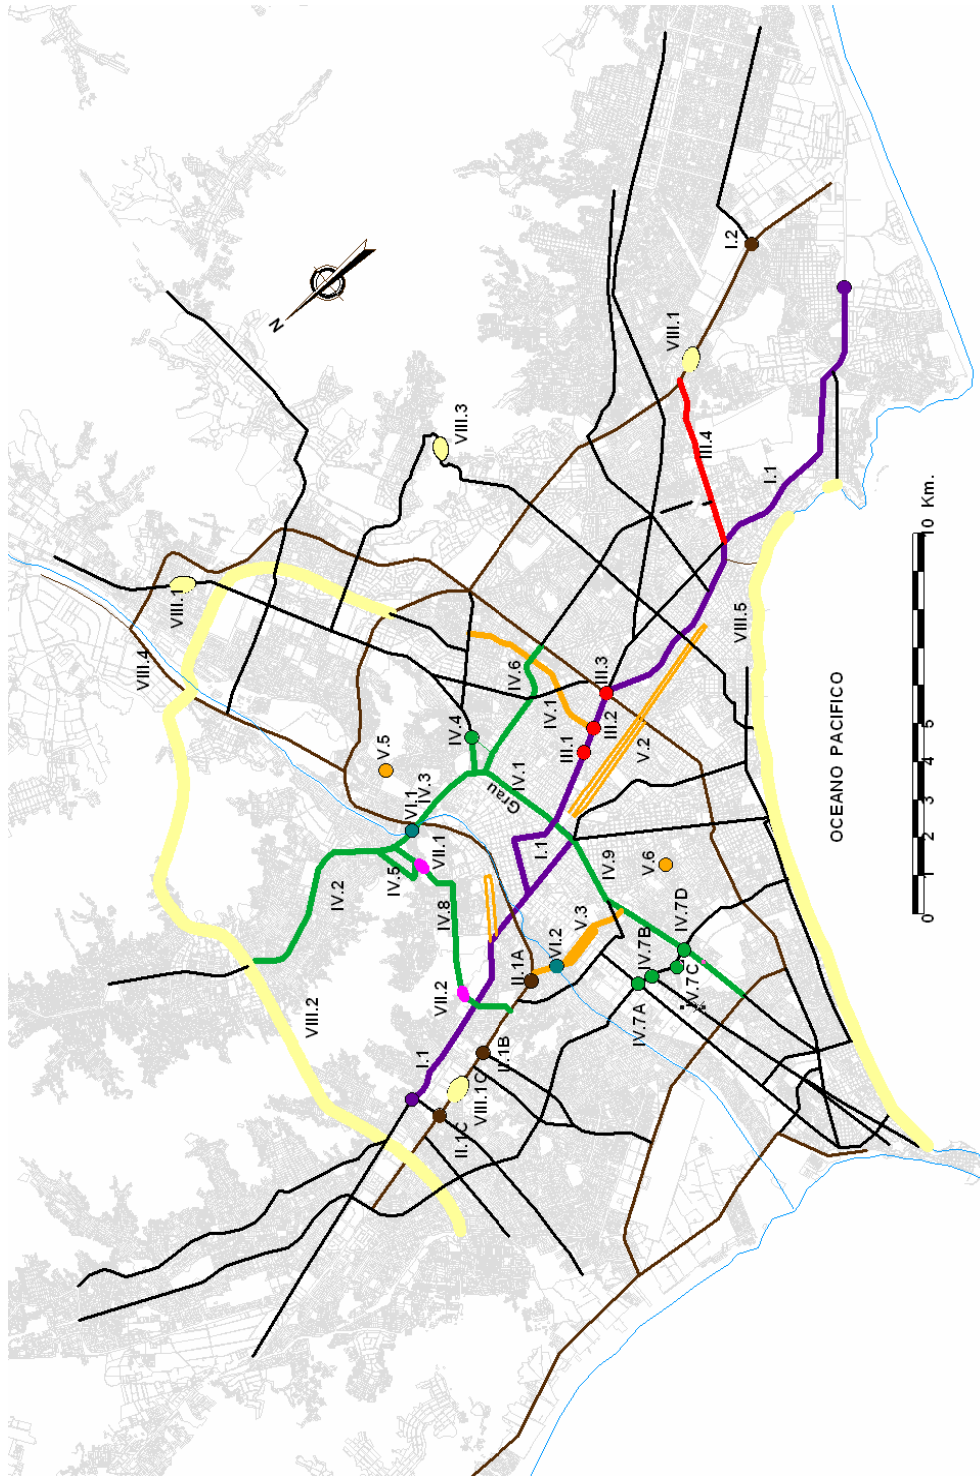 I.2
VIII.1
N
VIII.3
III.4
I.1
10 Km.
VIII.1
VIII.5
VIII.4
IV.6
III.3
OCEANO PACIFICO
IV.1
III.2
IV.4
V.2
III.1
V.5
5
IV.1
4
IV.3
Grau
VI.1
3
VII.1
I.1
2
IV.5
IV.9
V.6
1
IV.2
IV.8
0
V.3
IV.7D
VI.2
IV.7B
II.1A
IV.7C
VII.2
IV.7A
VIII.2
II.1B
I.1
VIII.1C
II.1C